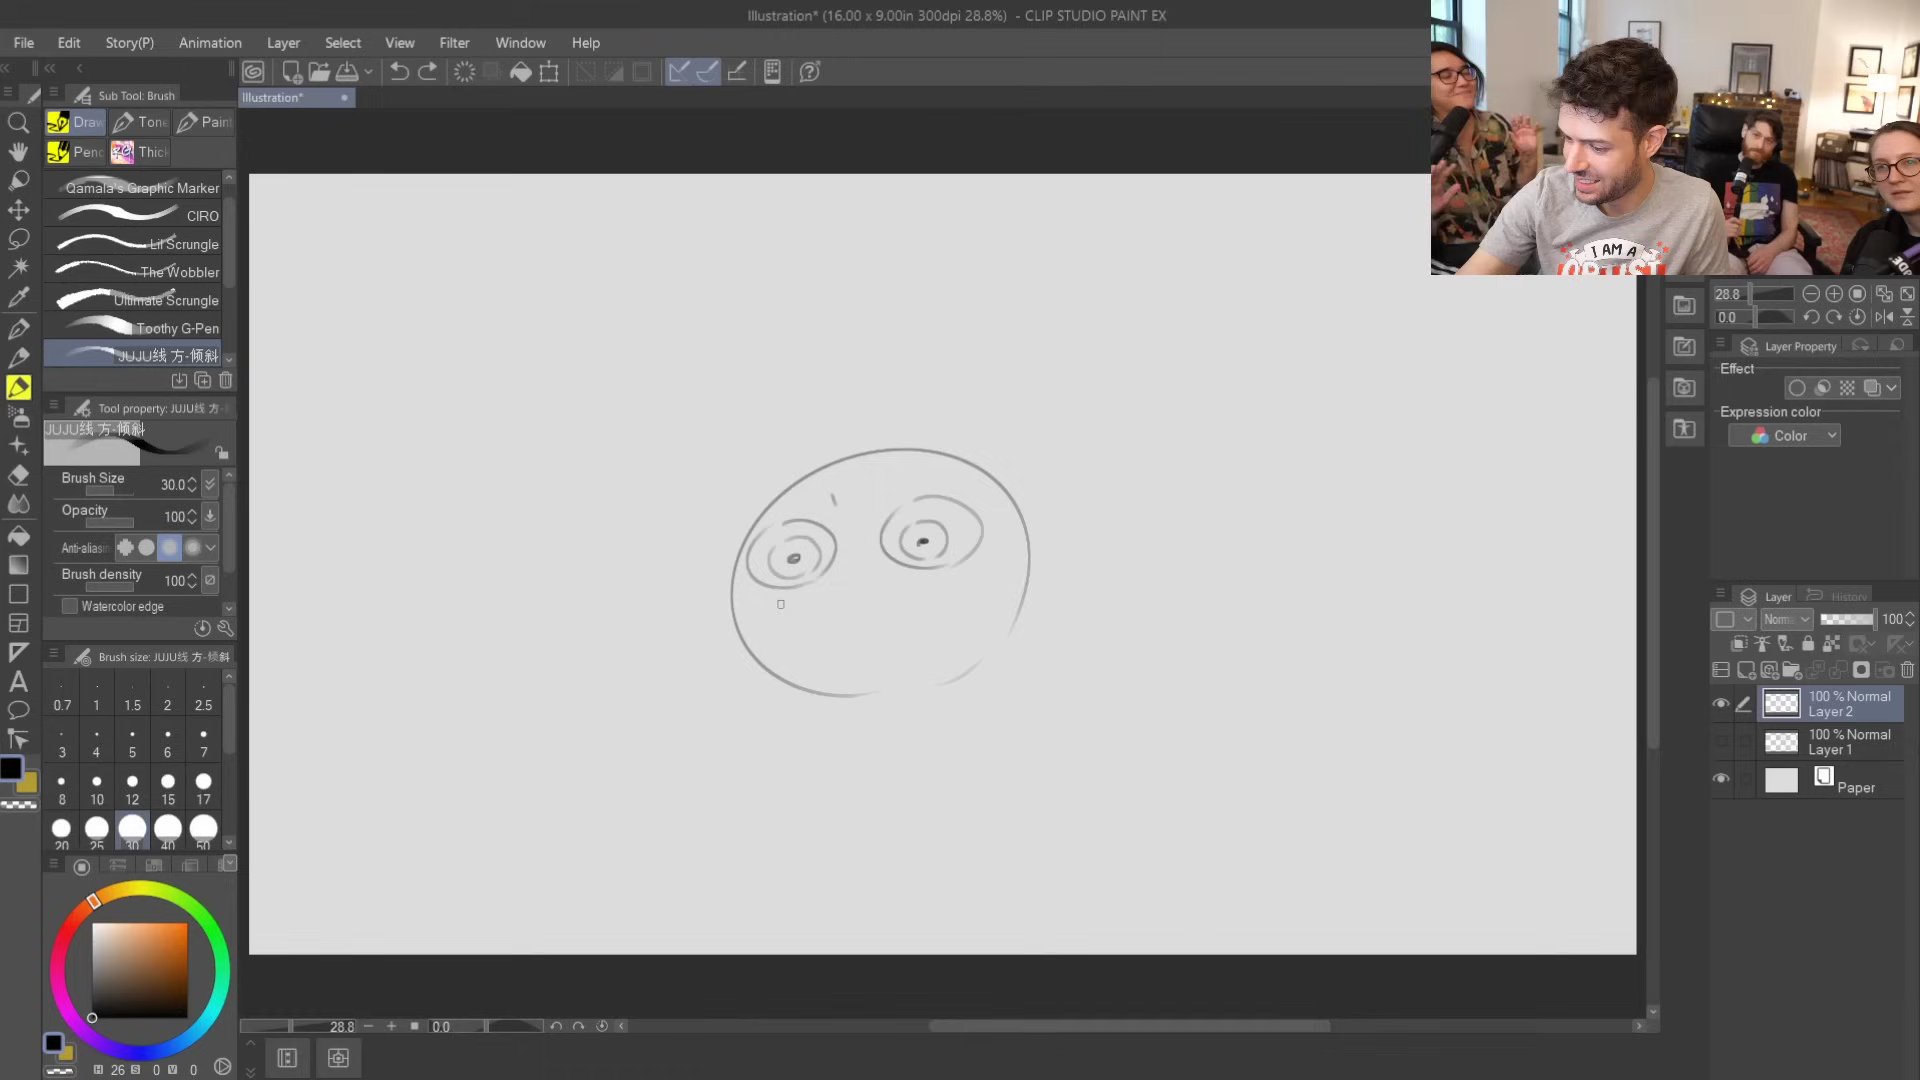 Illustration* (16.00 x 9.00in 300dpi 28.8%) - CLIP STUDIO PAINT EX
File Edit Story(P) Animation Layer Select View Filter Window Help
Sub Tool: Brush
Illustration*
Draw Tone Paint
Penc Thick
Qamala's Graphic Marker
CIRO
Lil Scrungle
The Wobbler
Ultimate Scrungle
Toothy G-Pen
JUJU线 方-倾斜
Tool property: JUJU线 方-
JUJU线 方-倾斜
Brush Size 30.0
Opacity 100
Anti-aliasin
Brush density 100
Watercolor edge
Brush size: JUJU线 方-倾斜
0.7 1 1.5 2 2.5
3 4 5 6 7
8 10 12 15 17
20 25 30 40 50
H 26 S 0 V 0
28.8 0.0
I AM A
28.8
0.0
Layer Property
Effect
Expression color
Color
Layer History
Norma 100
100 % Normal
Layer 2
100 % Normal
Layer 1
Paper